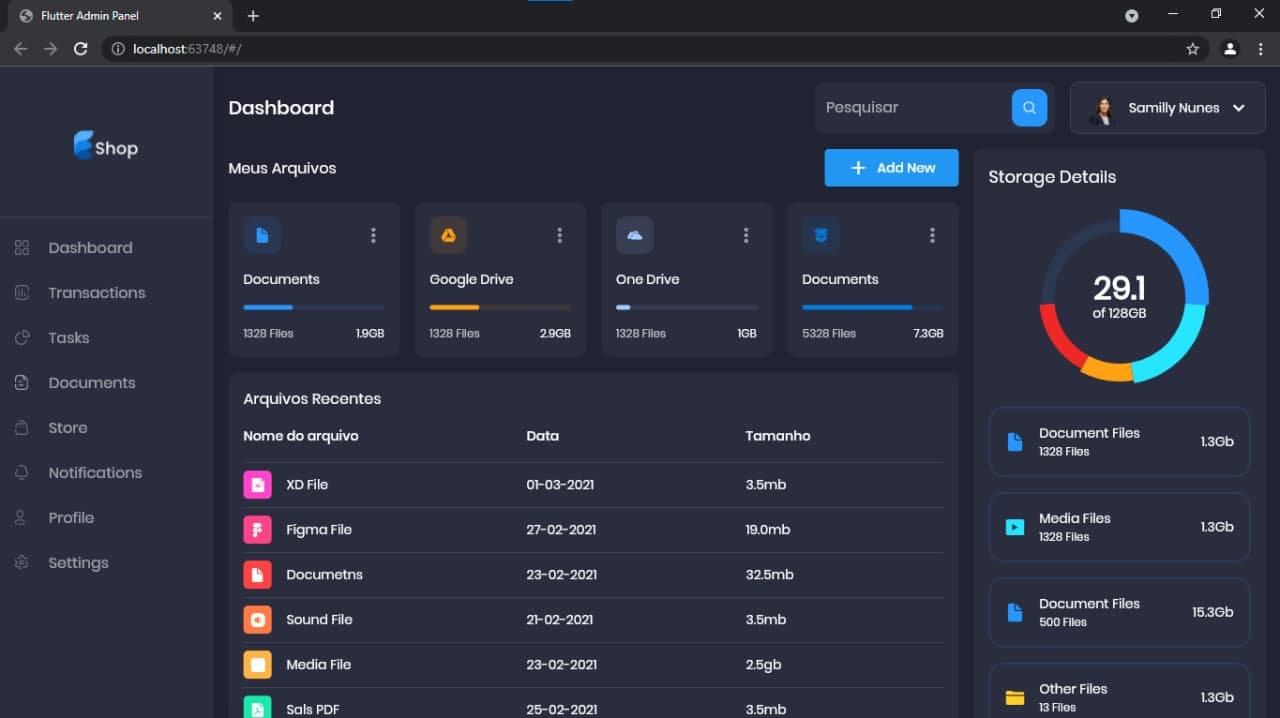 Flutter Admin Panel
localhost:63748/#/
Shop
Dashboard
Transactions
Tasks
Documents
Store
Notifications
Profile
Settings
Dashboard
Pesquisar
Samilly Nunes
Meus Arquivos
Add New
Documents
1328 Files 1.9GB
Google Drive
1328 Files 2.9GB
One Drive
1328 Files 1GB
Documents
5328 Files 7.3GB
Arquivos Recentes
Nome do arquivo Data Tamanho
XD File 01-03-2021 3.5mb
Figma File 27-02-2021 19.0mb
Documetns 23-02-2021 32.5mb
Sound File 21-02-2021 3.5mb
Media File 23-02-2021 2.5gb
Sals PDF 25-02-2021 3.5mb
Storage Details
29.1
of 128GB
Document Files 1.3Gb
1328 Files
Media Files 1.3Gb
1328 Files
Document Files 15.3Gb
500 Files
Other Files 1.3Gb
13 Files